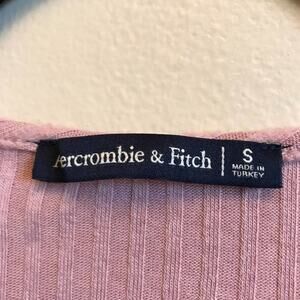 Abercrombie & Fitch
S
MADE IN
TURKEY